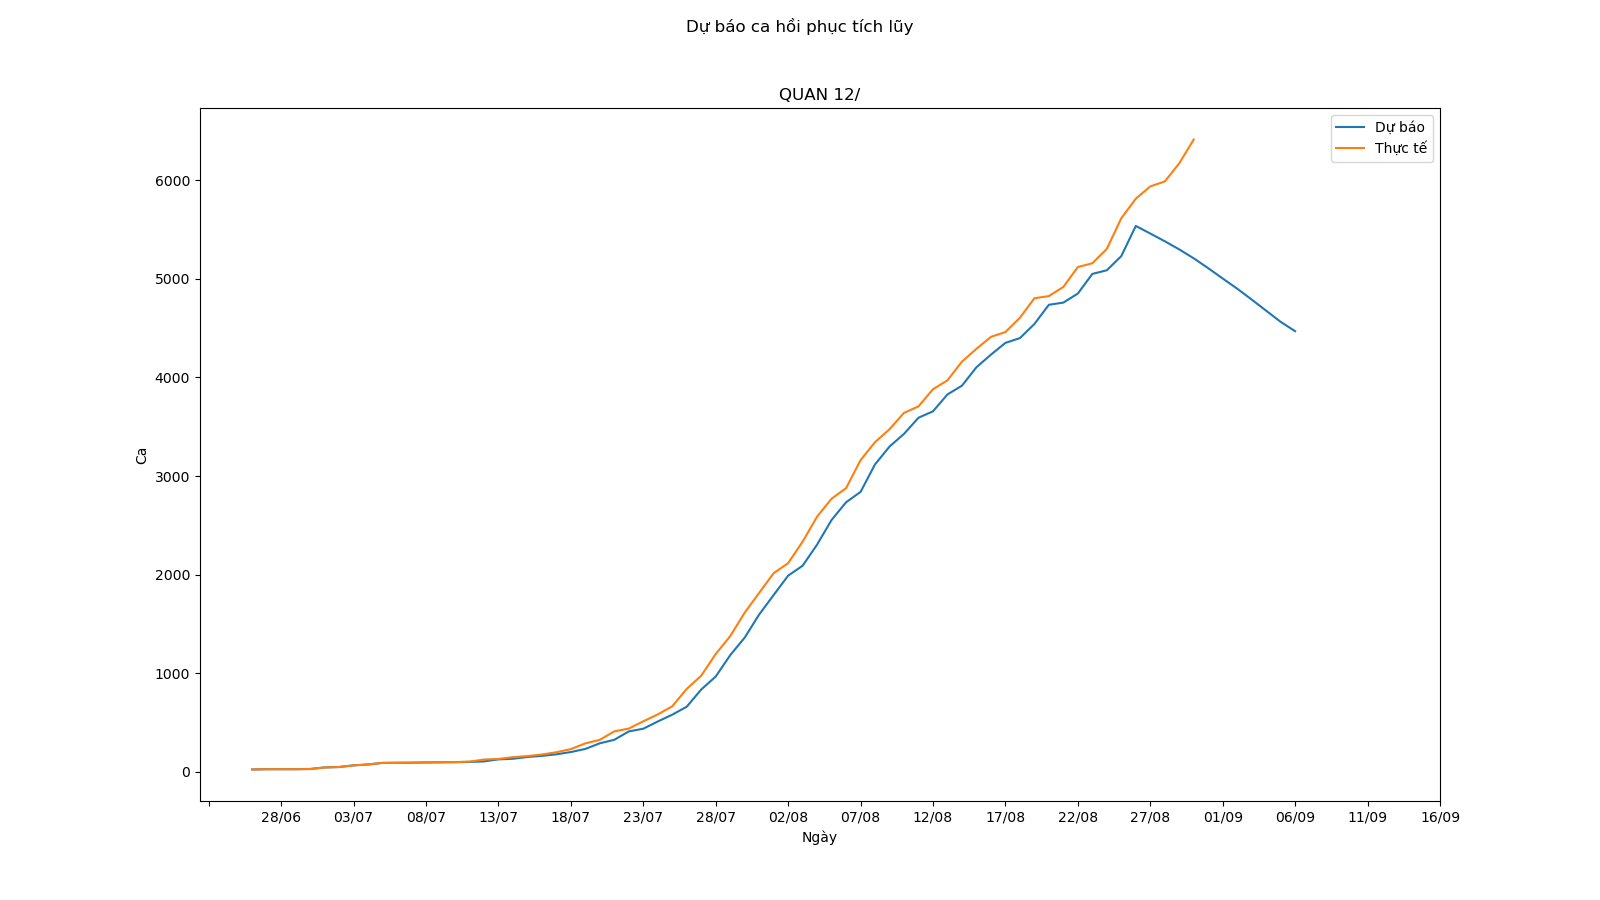 Dự báo ca hồi phục tích lũy
QUAN 12/
Dự báo
Thực tế
6000
5000
4000
3000
2000
1000
0
Ca
28/06 03/07 08/07 13/07 18/07 23/07 28/07 02/08 07/08 12/08 17/08 22/08 27/08 01/09 06/09 11/09 16/09
Ngày